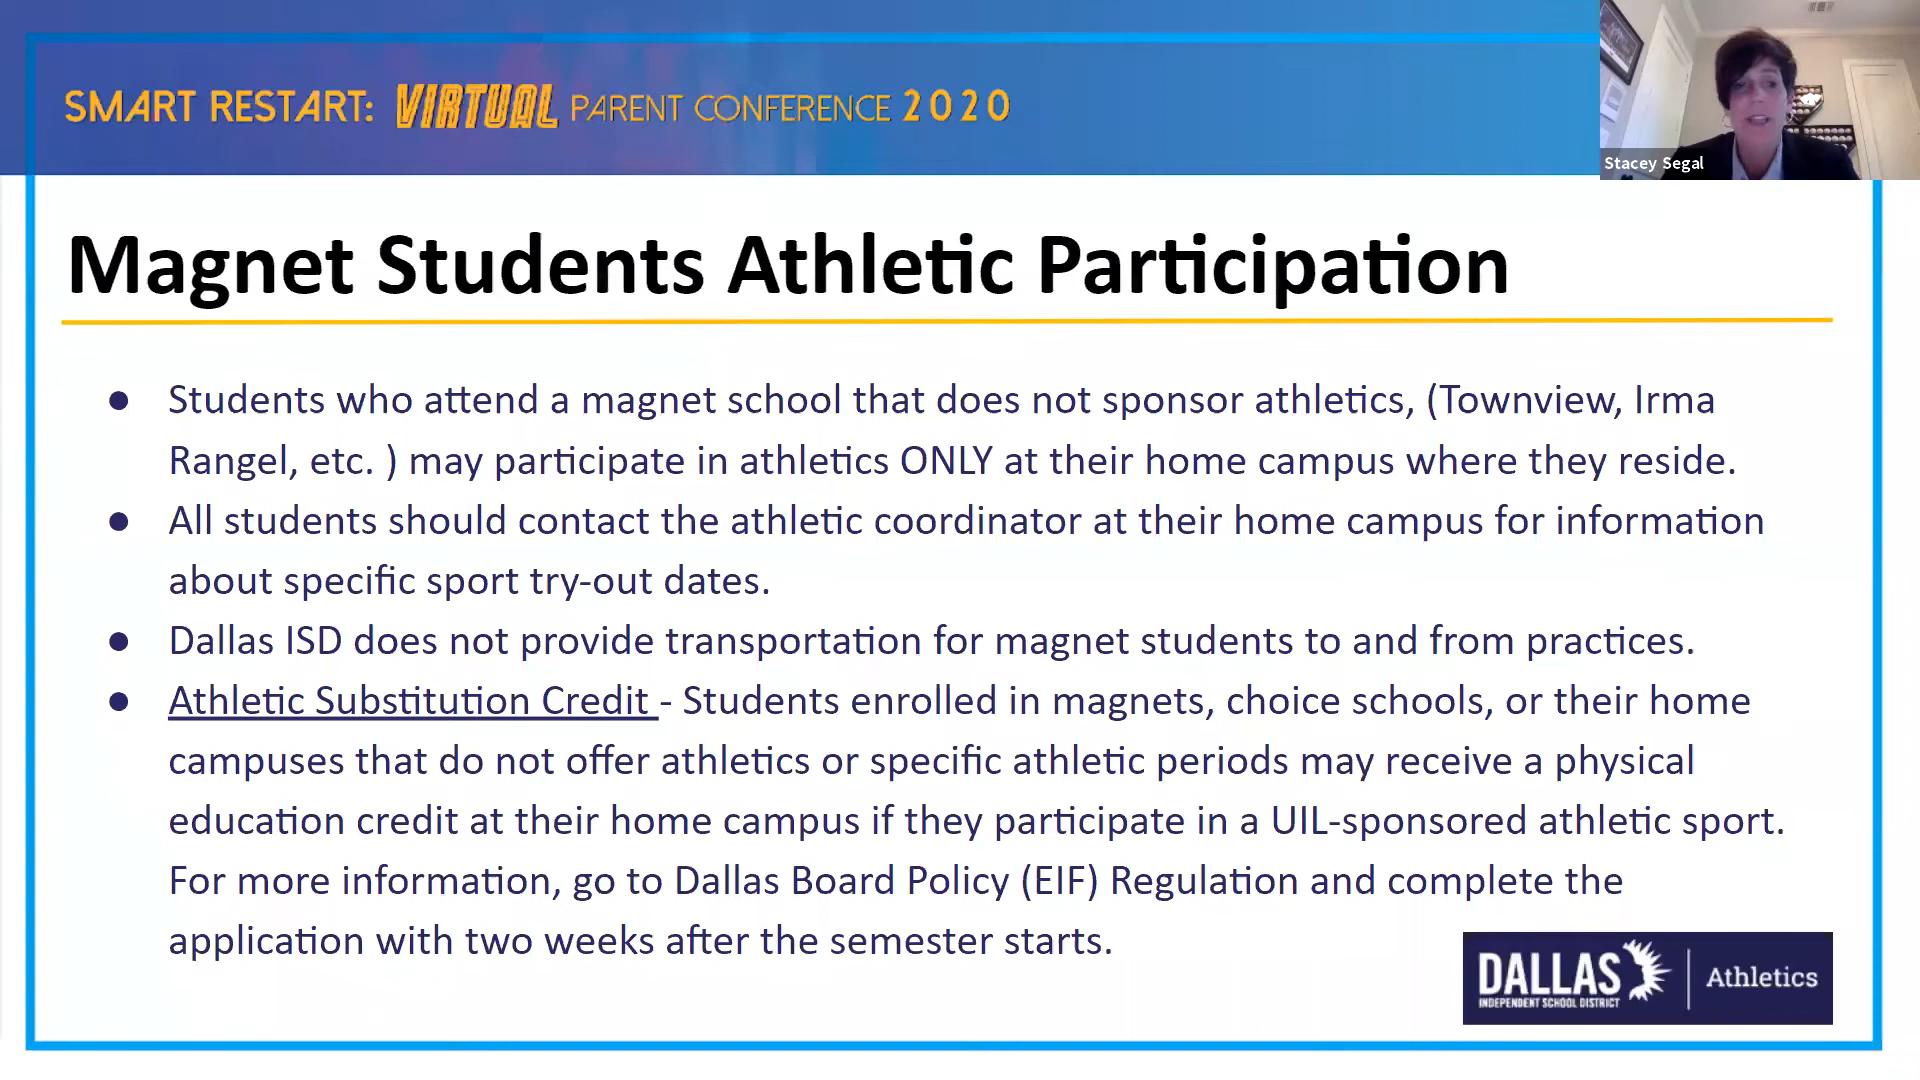 SMART RESTART: VIRTUAL PARENT CONFERENCE 2020
Stacey Segal
Magnet Students Athletic Participation
● Students who attend a magnet school that does not sponsor athletics, (Townview, Irma
Rangel, etc. ) may participate in athletics ONLY at their home campus where they reside.
● All students should contact the athletic coordinator at their home campus for information
about specific sport try-out dates.
● Dallas ISD does not provide transportation for magnet students to and from practices.
● Athletic Substitution Credit - Students enrolled in magnets, choice schools, or their home
campuses that do not offer athletics or specific athletic periods may receive a physical
education credit at their home campus if they participate in a UIL-sponsored athletic sport.
For more information, go to Dallas Board Policy (EIF) Regulation and complete the
application with two weeks after the semester starts.
DALLAS
INDEPENDENT SCHOOL DISTRICT
Athletics